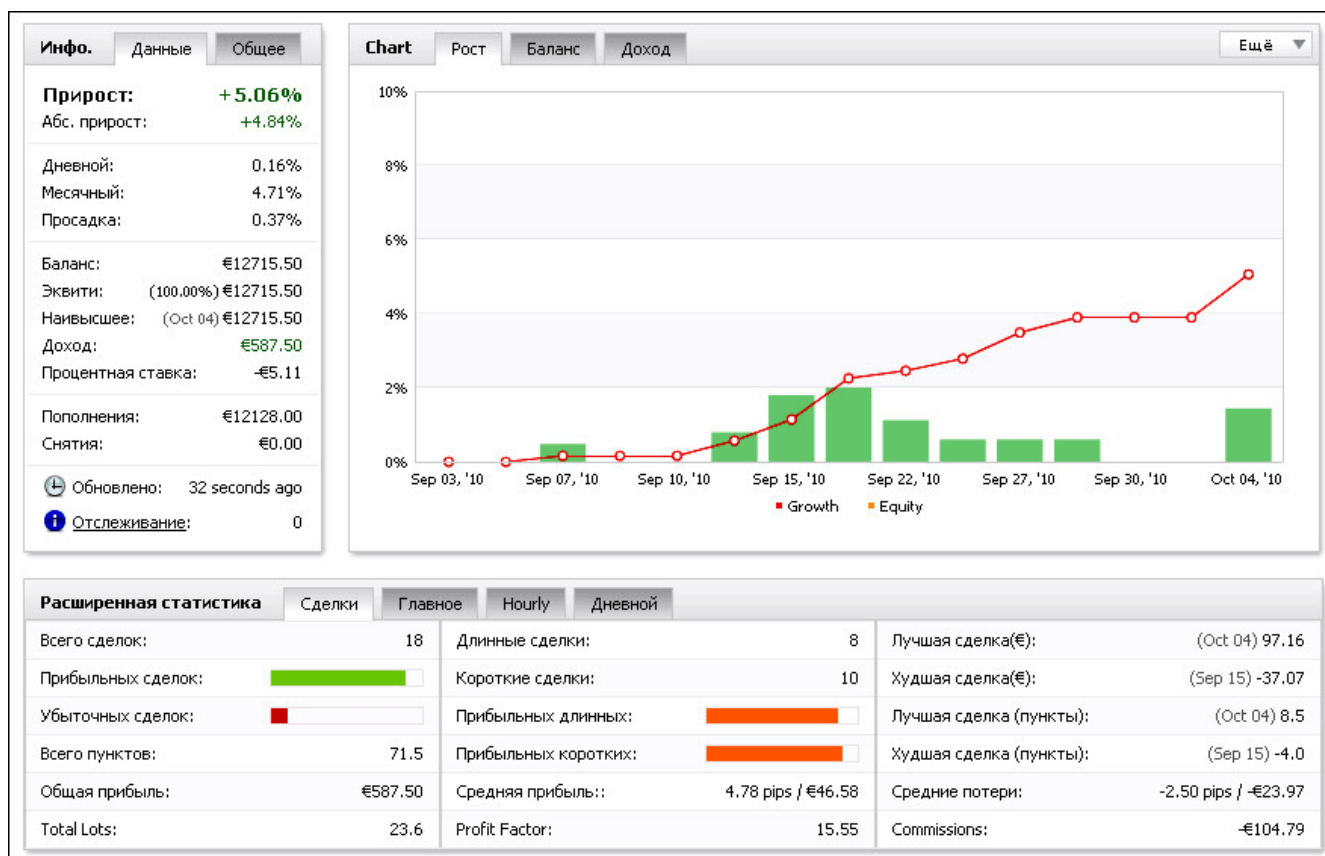 Инфо. Данные Общее
Прирост: +5.06%
Абс. прирост: +4.84%
Дневной: 0.16%
Месячный: 4.71%
Просадка: 0.37%
Баланс: €12715.50
Эквити: (100.00%) €12715.50
Наивысшее: (Oct 04) €12715.50
Доход: €587.50
Процентная ставка: -€5.11
Пополнения: €12128.00
Снятия: €0.00
Обновлено: 32 seconds ago
Отслеживание: 0
Chart Рост Баланс Доход Ещё
10%
8%
6%
4%
2%
0%
Sep 03, '10 Sep 07, '10 Sep 10, '10 Sep 15, '10 Sep 22, '10 Sep 27, '10 Sep 30, '10 Oct 04, '10
Growth Equity
Расширенная статистика Сделки Главное Hourly Дневной
Всего сделок: 18 Длинные сделки: 8 Лучшая сделка(€): (Oct 04) 97.16
Прибыльных сделок: Короткие сделки: 10 Худшая сделка(€): (Sep 15) -37.07
Убыточных сделок: Прибыльных длинных: Лучшая сделка (пункты): (Oct 04) 8.5
Всего пунктов: 71.5 Прибыльных коротких: Худшая сделка (пункты): (Sep 15) -4.0
Общая прибыль: €587.50 Средняя прибыль:: 4.78 pips / €46.58 Средние потери: -2.50 pips / -€23.97
Total Lots: 23.6 Profit Factor: 15.55 Commissions: -€104.79